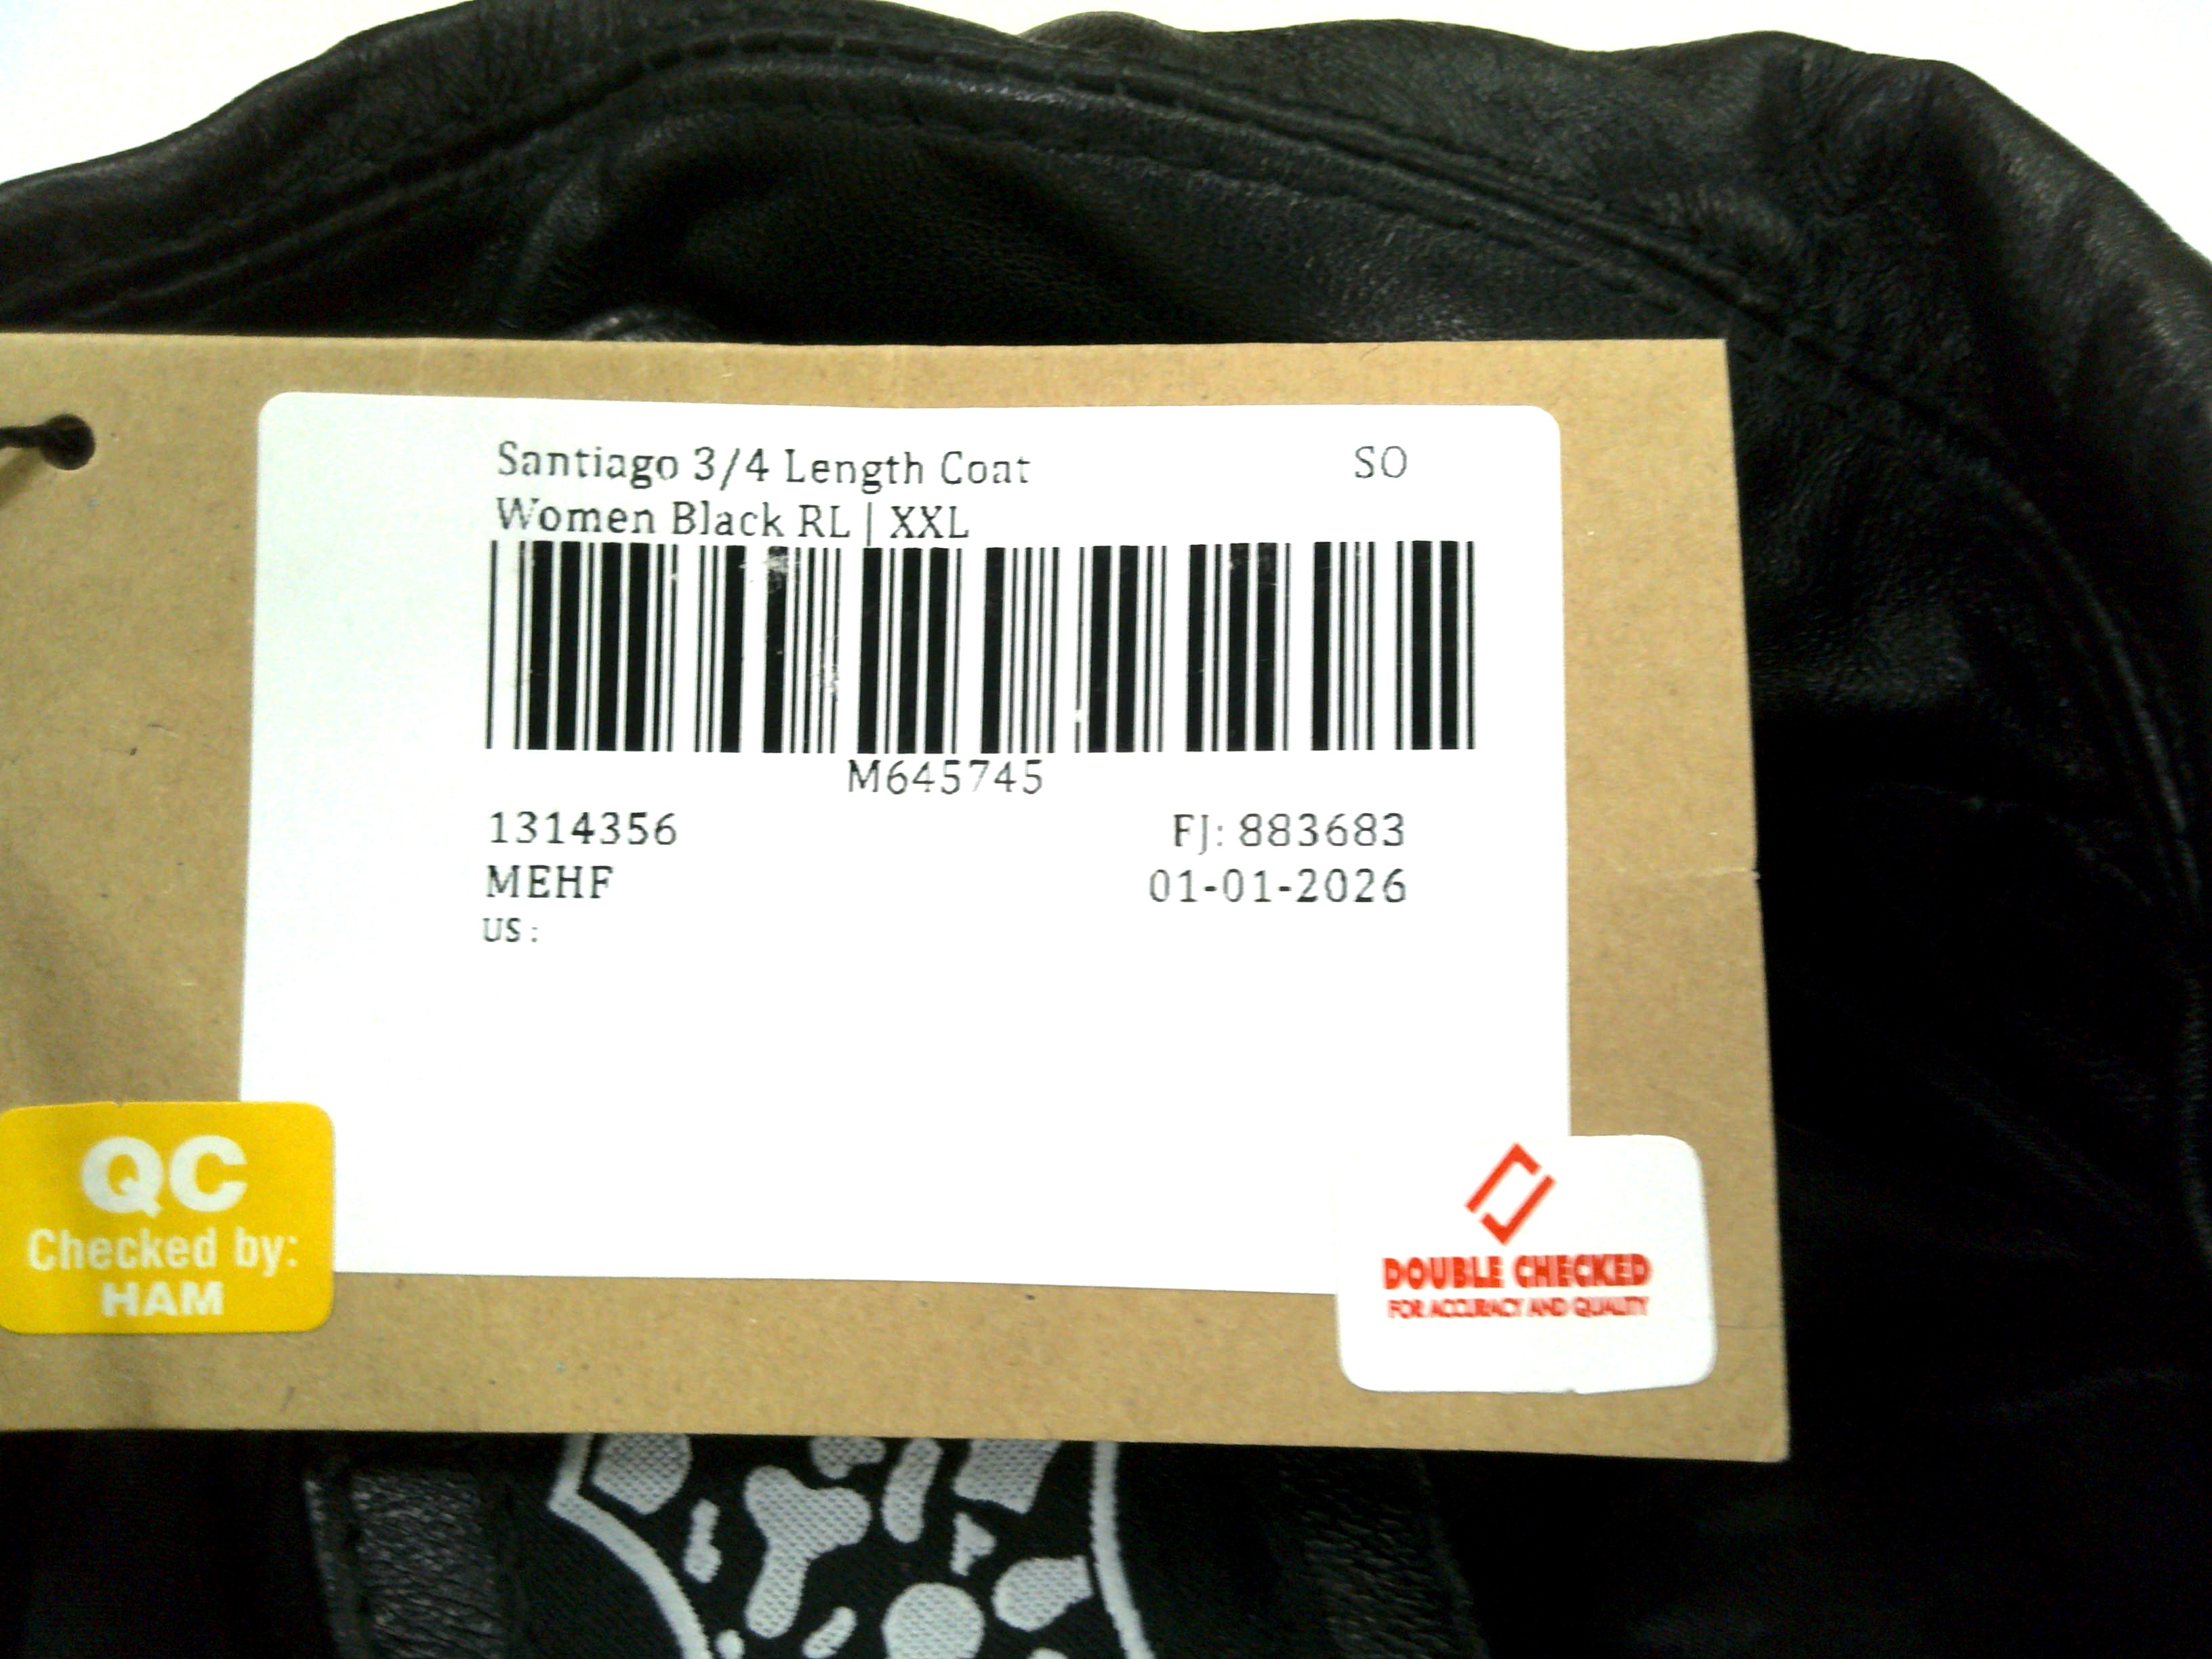 Santiago 3/4 Length Coat SO
Women Black RL | XXL
M645745
1314356 FJ: 883683
MEHF 01-01-2026
US :
QC
Checked by:
HAM
DOUBLE CHECKED
FOR ACCURACY AND QUALITY